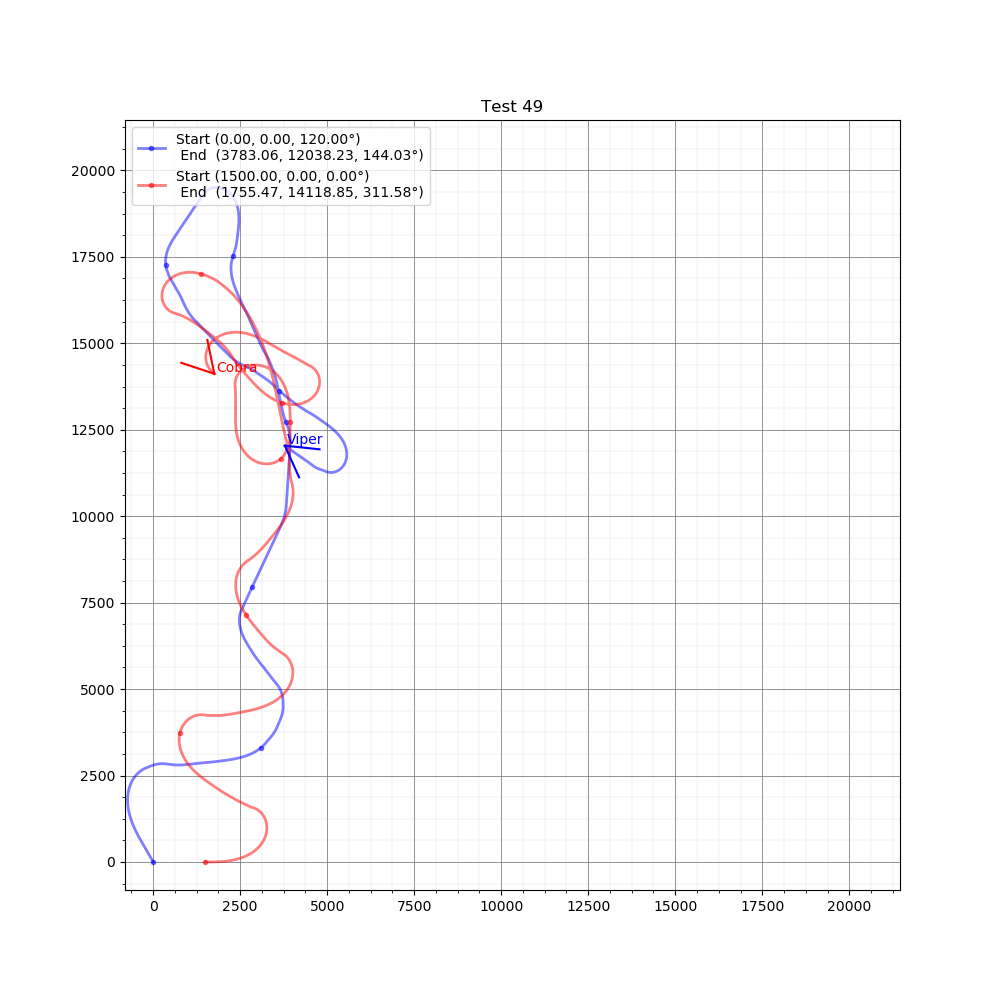 Test 49
Start (0.00, 0.00, 120.00°)
End (3783.06, 12038.23, 144.03°)
Start (1500.00, 0.00, 0.00°)
End (1755.47, 14118.85, 311.58°)
20000
17500
15000
12500
10000
7500
5000
2500
0
Cobra
Viper
0 2500 5000 7500 10000 12500 15000 17500 20000